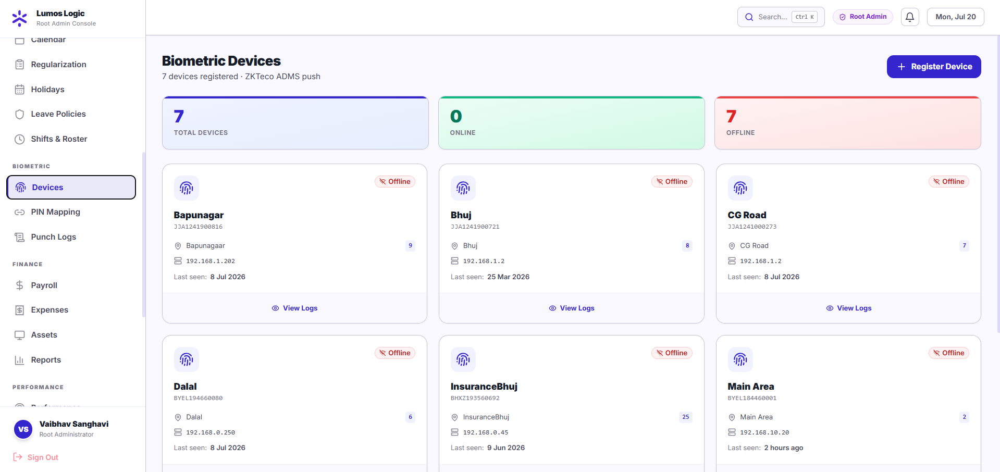 Lumos Logic
Root Admin Console
Search... Ctrl K
Root Admin
Mon, Jul 20
Calendar
Regularization
Holidays
Leave Policies
Shifts & Roster
BIOMETRIC
Devices
PIN Mapping
Punch Logs
FINANCE
Payroll
Expenses
Assets
Reports
PERFORMANCE
Performance
VS
Vaibhav Sanghavi
Root Administrator
Sign Out
Biometric Devices
7 devices registered · ZKTeco ADMS push
+ Register Device
7
TOTAL DEVICES
0
ONLINE
7
OFFLINE
Offline
Bapunagar
JJA1241900816
Bapunagaar 9
192.168.1.202
Last seen: 8 Jul 2026
View Logs
Offline
Bhuj
JJA1241900721
Bhuj 8
192.168.1.2
Last seen: 25 Mar 2026
View Logs
Offline
CG Road
JJA1241000273
CG Road 7
192.168.1.2
Last seen: 8 Jul 2026
View Logs
Offline
Dalal
BYEL194660080
Dalal 6
192.168.0.250
Last seen: 8 Jul 2026
Offline
InsuranceBhuj
BHXZ193560692
InsuranceBhuj 25
192.168.0.45
Last seen: 9 Jun 2026
Offline
Main Area
BYEL184460001
Main Area 2
192.168.10.20
Last seen: 2 hours ago